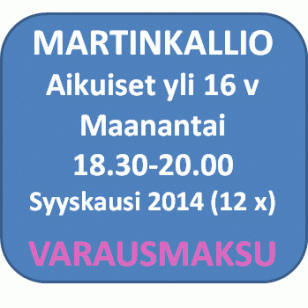 MARTINKALLIO
Aikuiset yli 16 v
Maanantai
18.30-20.00
Syyskausi 2014 (12 x)
VARAUSMAKSU